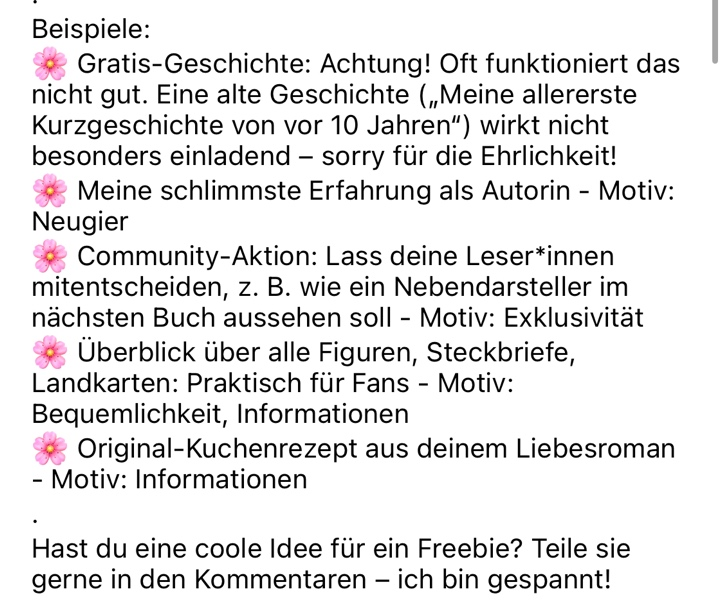 .
Beispiele:
🌸 Gratis-Geschichte: Achtung! Oft funktioniert das
nicht gut. Eine alte Geschichte („Meine allererste
Kurzgeschichte von vor 10 Jahren“) wirkt nicht
besonders einladend – sorry für die Ehrlichkeit!
🌸 Meine schlimmste Erfahrung als Autorin - Motiv:
Neugier
🌸 Community-Aktion: Lass deine Leser*innen
mitentscheiden, z. B. wie ein Nebendarsteller im
nächsten Buch aussehen soll - Motiv: Exklusivität
🌸 Überblick über alle Figuren, Steckbriefe,
Landkarten: Praktisch für Fans - Motiv:
Bequemlichkeit, Informationen
🌸 Original-Kuchenrezept aus deinem Liebesroman
- Motiv: Informationen
.
Hast du eine coole Idee für ein Freebie? Teile sie
gerne in den Kommentaren – ich bin gespannt!